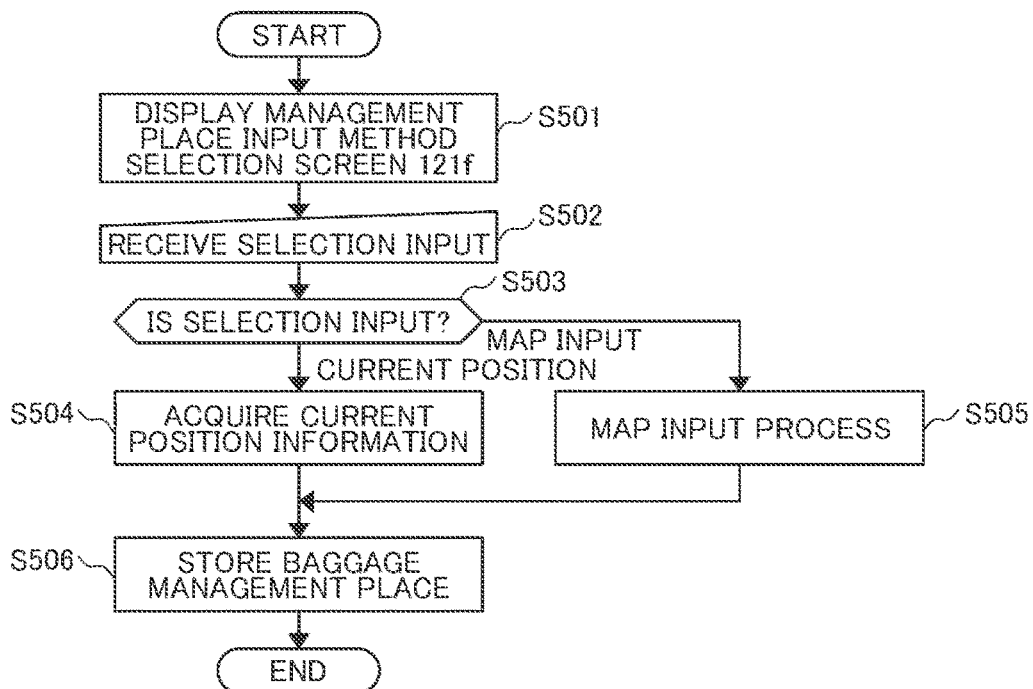 START
DISPLAY MANAGEMENT
PLACE INPUT METHOD
SELECTION SCREEN 121f
S501
RECEIVE SELECTION INPUT
S502
IS SELECTION INPUT?
S503
MAP INPUT
CURRENT POSITION
S504
ACQUIRE CURRENT
POSITION INFORMATION
MAP INPUT PROCESS
S505
S506
STORE BAGGAGE
MANAGEMENT PLACE
END